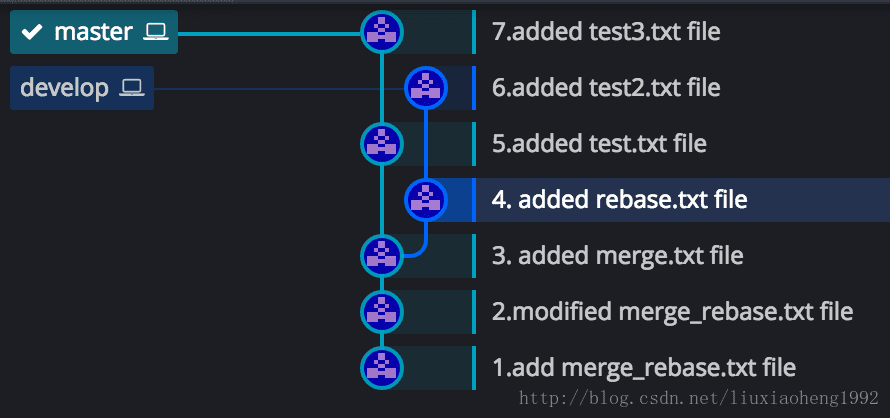 master
7.added test3.txt file
develop
6.added test2.txt file
5.added test.txt file
4. added rebase.txt file
3. added merge.txt file
2.modified merge_rebase.txt file
1.add merge_rebase.txt file
http://blog.csdn.net/liuxiaoheng1992